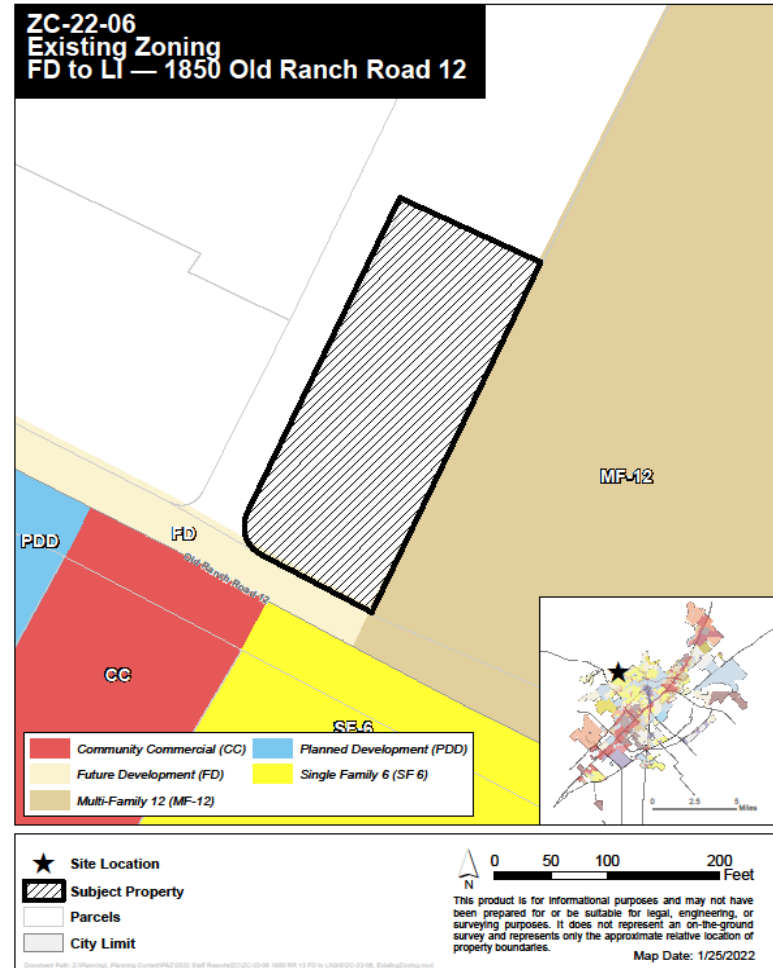 ZC-22-06
Existing Zoning
FD to LI — 1850 Old Ranch Road 12
MF-12
FD
PDD
Old Ranch Road 12
CC
SF-6
Community Commercial (CC)
Planned Development (PDD)
Future Development (FD)
Single Family 6 (SF 6)
Multi-Family 12 (MF-12)
0 2.5 5
Miles
Site Location
Subject Property
Parcels
City Limit
N
0 50 100 200
Feet
This product is for informational purposes and may not have
been prepared for or be suitable for legal, engineering, or
surveying purposes. It does not represent an on-the-ground
survey and represents only the approximate relative location of
property boundaries.
Map Date: 1/25/2022